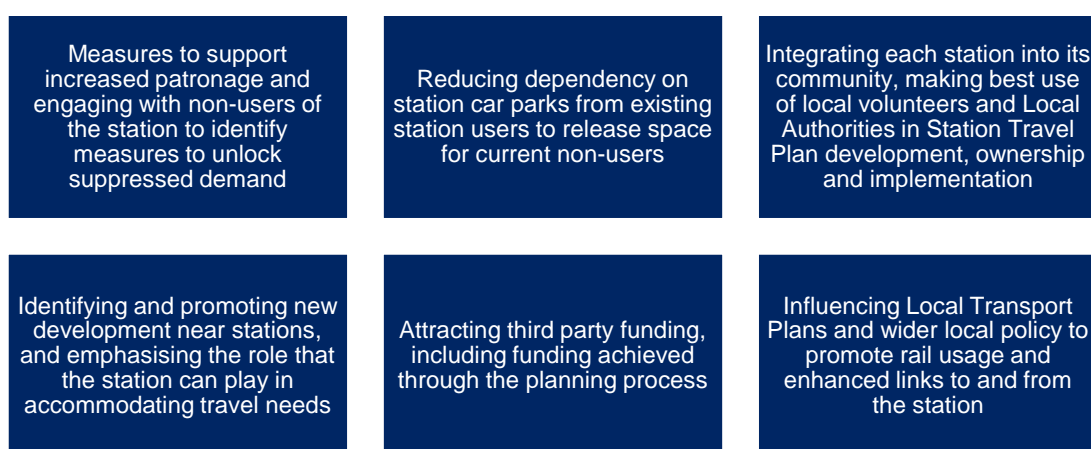 Measures to support
increased patronage and
engaging with non-users of
the station to identify
measures to unlock
suppressed demand
Reducing dependency on
station car parks from existing
station users to release space
for current non-users
Integrating each station into its
community, making best use
of local volunteers and Local
Authorities in Station Travel
Plan development, ownership
and implementation
Identifying and promoting new
development near stations,
and emphasising the role that
the station can play in
accommodating travel needs
Attracting third party funding,
including funding achieved
through the planning process
Influencing Local Transport
Plans and wider local policy to
promote rail usage and
enhanced links to and from
the station